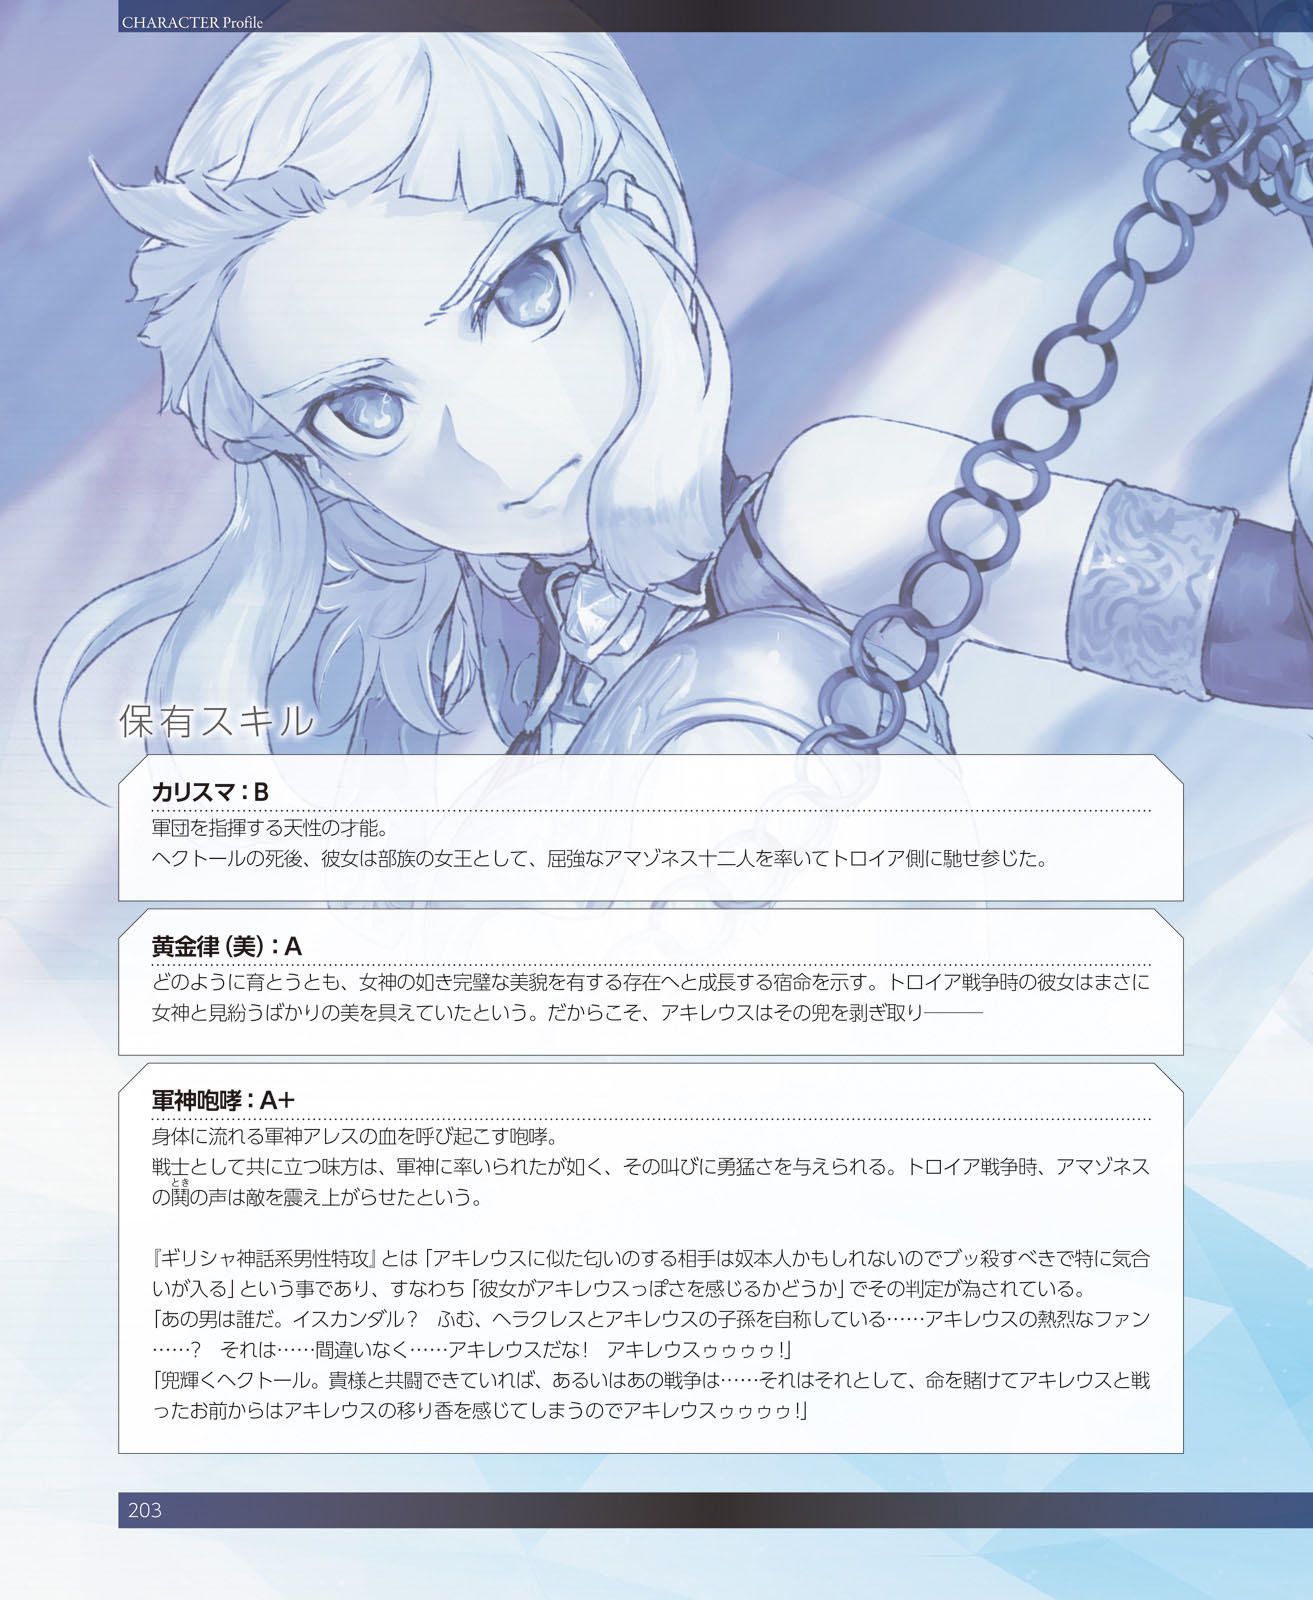 CHARACTER Profile
保有スキル
カリスマ：B
軍団を指揮する天性の才能。
ヘクトールの死後、彼女は部族の女王として、屈強なアマゾネス十二人を率いてトロイア側に馳せ参じた。
黄金律（美）：A
どのように育とうとも、女神の如き完璧な美貌を有する存在へと成長する宿命を示す。トロイア戦争時の彼女はまさに
女神と見紛うばかりの美を具えていたという。だからこそ、アキレウスはその兜を剥ぎ取り―――
軍神咆哮：A+
身体に流れる軍神アレスの血を呼び起こす咆哮。
戦士として共に立つ味方は、軍神に率いられたが如く、その叫びに勇猛さを与えられる。トロイア戦争時、アマゾネス
とき
の鬨の声は敵を震え上がらせたという。
『ギリシャ神話系男性特攻』とは「アキレウスに似た匂いのする相手は奴本人かもしれないのでブッ殺すべきで特に気合
いが入る」という事であり、すなわち「彼女がアキレウスっぽさを感じるかどうか」でその判定が為されている。
「あの男は誰だ。イスカンダル？　ふむ、ヘラクレスとアキレウスの子孫を自称している……アキレウスの熱烈なファン
……？　それは……間違いなく……アキレウスだな！　アキレウスゥゥゥゥ！」
「兜輝くヘクトール。貴様と共闘できていれば、あるいはあの戦争は……それはそれとして、命を賭けてアキレウスと戦
ったお前からはアキレウスの移り香を感じてしまうのでアキレウスゥゥゥゥ！」
203